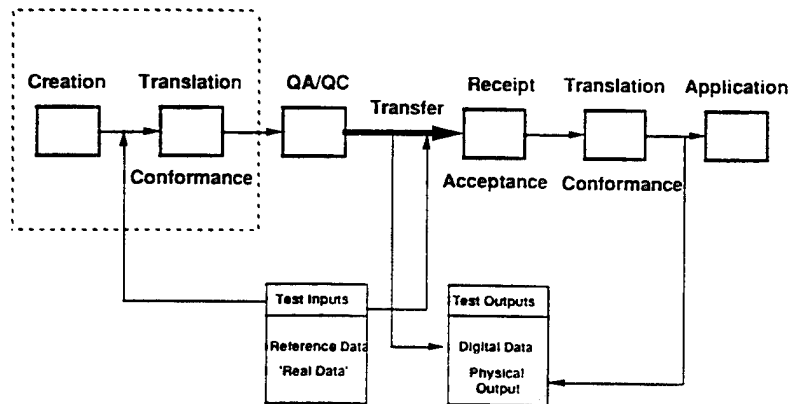 Creation
Translation
QA/QC
Transfer
Receipt
Translation
Application
Conformance
Acceptance
Conformance
Test Inputs
Reference Data
'Real Data'
Test Outputs
Digital Data
Physical
Output